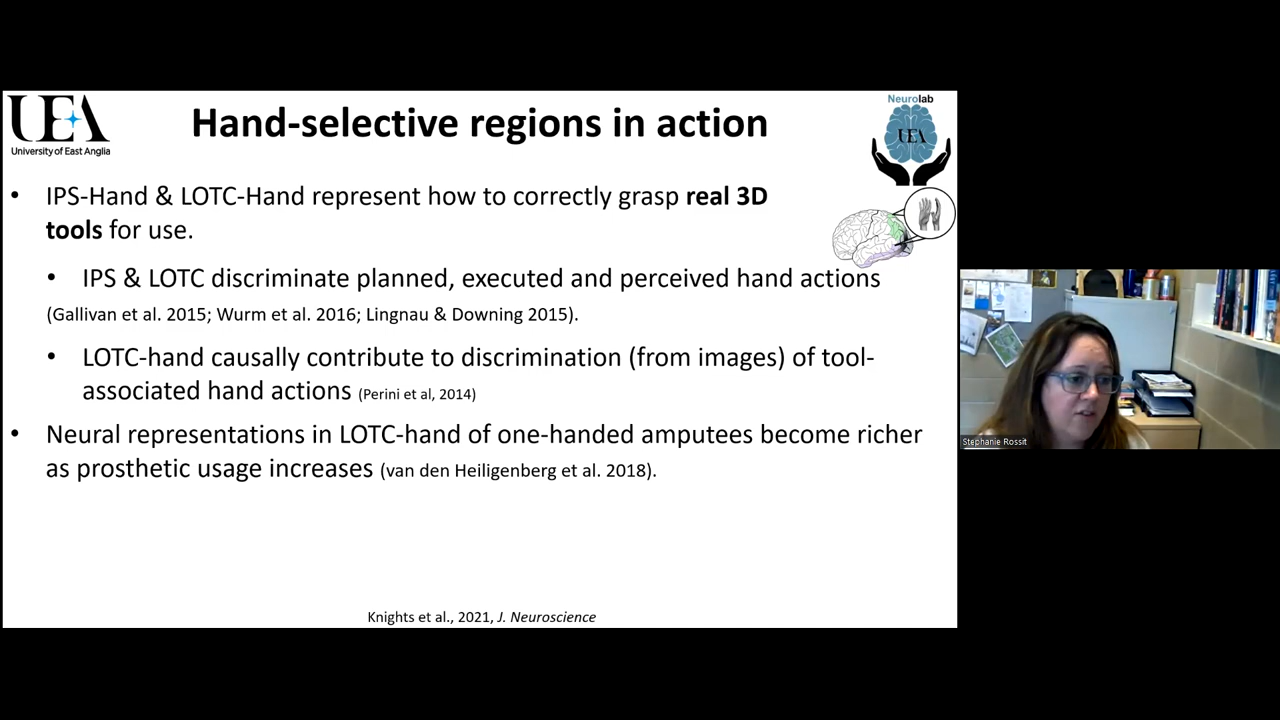 UEA
University of East Anglia
Hand-selective regions in action
Neurolab
UEA
• IPS-Hand & LOTC-Hand represent how to correctly grasp real 3D
tools for use.
• IPS & LOTC discriminate planned, executed and perceived hand actions
(Gallivan et al. 2015; Wurm et al. 2016; Lingnau & Downing 2015).
• LOTC-hand causally contribute to discrimination (from images) of tool-
associated hand actions (Perini et al, 2014)
• Neural representations in LOTC-hand of one-handed amputees become richer
as prosthetic usage increases (van den Heiligenberg et al. 2018).
Knights et al., 2021, J. Neuroscience
Stephanie Rossit